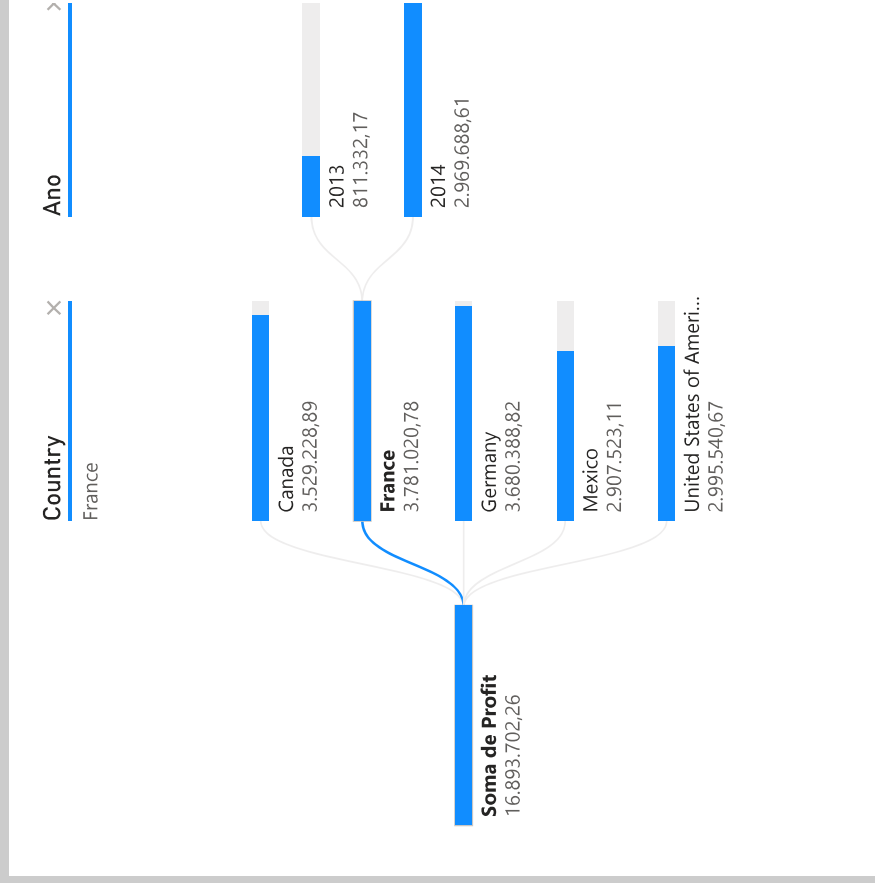 Country
France
Ano
Soma de Profit
16.893.702,26
Canada
3.529.228,89
France
3.781.020,78
Germany
3.680.388,82
Mexico
2.907.523,11
United States of Ameri...
2.995.540,67
2013
811.332,17
2014
2.969.688,61